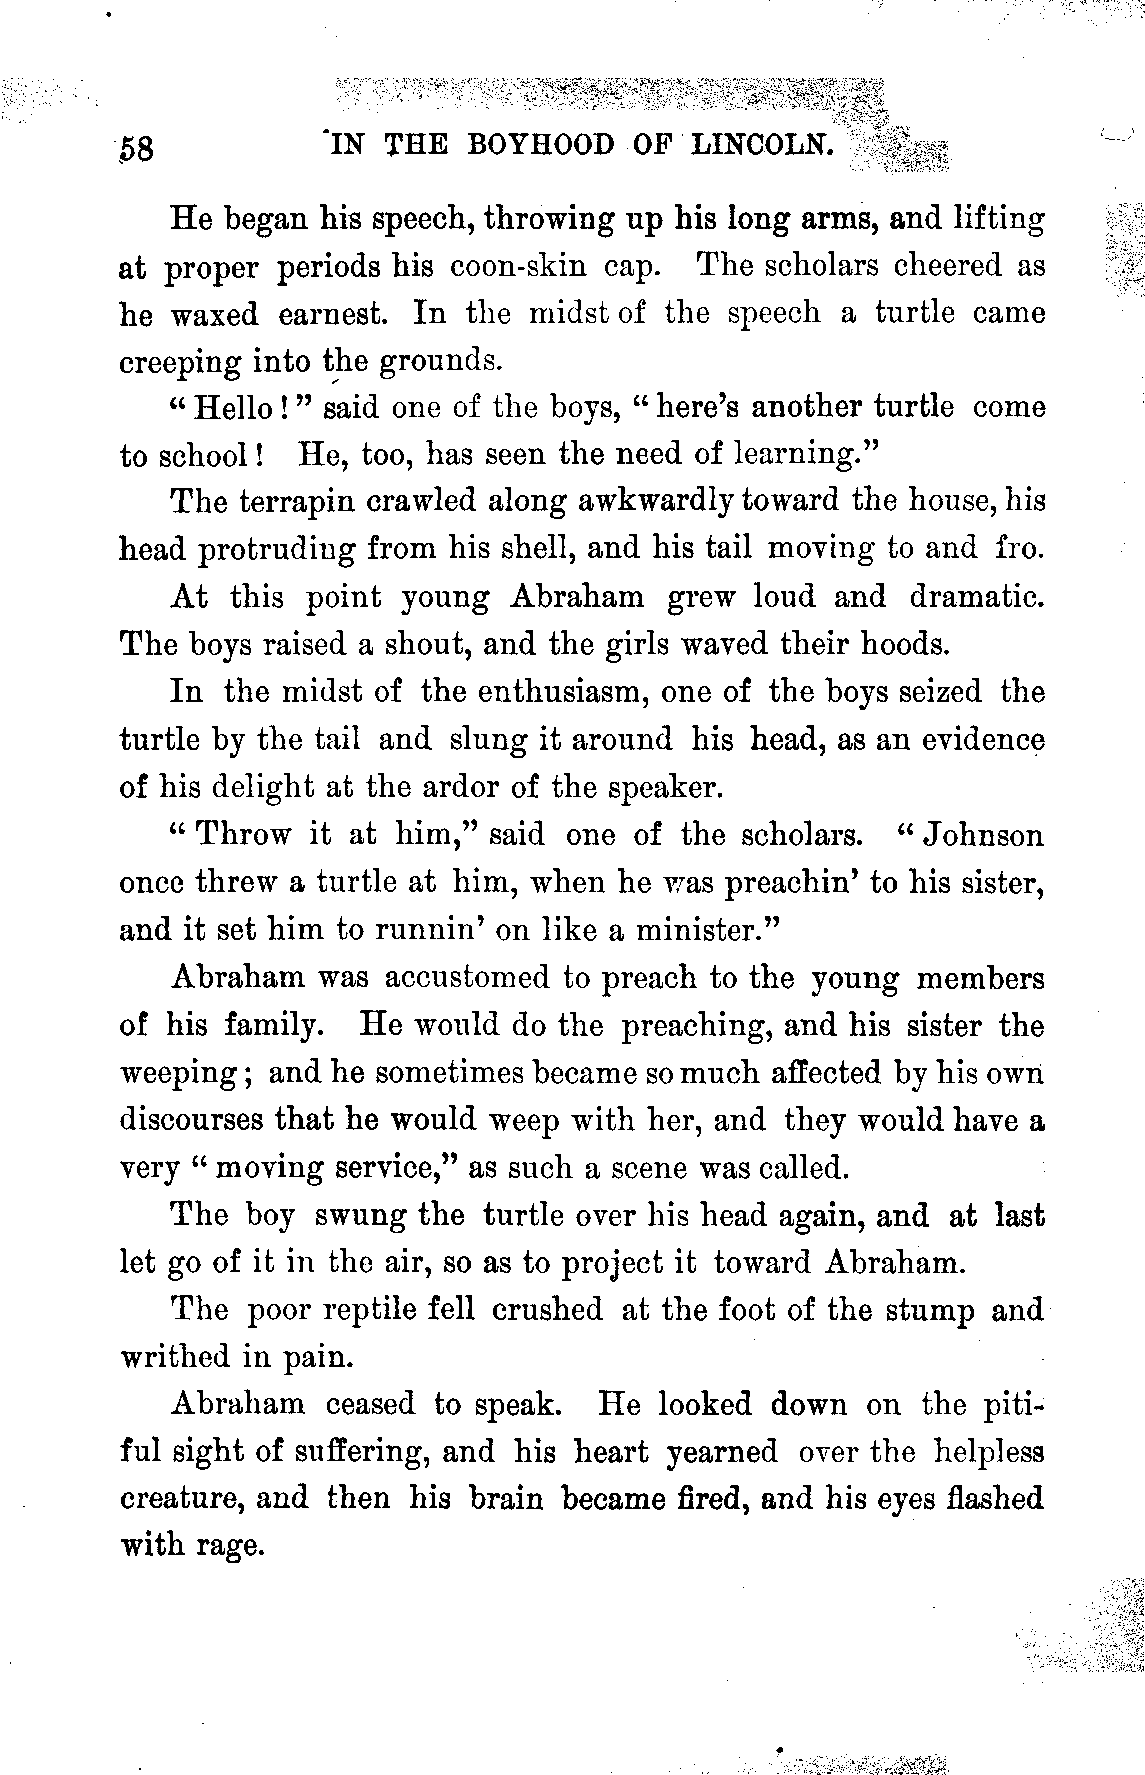 58 IN THE BOYHOOD OF LINCOLN.
He began his speech, throwing up his long arms, and lifting
at proper periods his coon-skin cap. The scholars cheered as
he waxed earnest. In the midst of the speech a turtle came
creeping into the grounds.
“ Hello ! ” said one of the boys, “ here’s another turtle come
to school ! He, too, has seen the need of learning.”
The terrapin crawled along awkwardly toward the house, his
head protruding from his shell, and his tail moving to and fro.
At this point young Abraham grew loud and dramatic.
The boys raised a shout, and the girls waved their hoods.
In the midst of the enthusiasm, one of the boys seized the
turtle by the tail and slung it around his head, as an evidence
of his delight at the ardor of the speaker.
“ Throw it at him,” said one of the scholars. “ Johnson
once threw a turtle at him, when he was preachin’ to his sister,
and it set him to runnin’ on like a minister.”
Abraham was accustomed to preach to the young members
of his family. He would do the preaching, and his sister the
weeping ; and he sometimes became so much affected by his own
discourses that he would weep with her, and they would have a
very “ moving service,” as such a scene was called.
The boy swung the turtle over his head again, and at last
let go of it in the air, so as to project it toward Abraham.
The poor reptile fell crushed at the foot of the stump and
writhed in pain.
Abraham ceased to speak. He looked down on the piti-
ful sight of suffering, and his heart yearned over the helpless
creature, and then his brain became fired, and his eyes flashed
with rage.